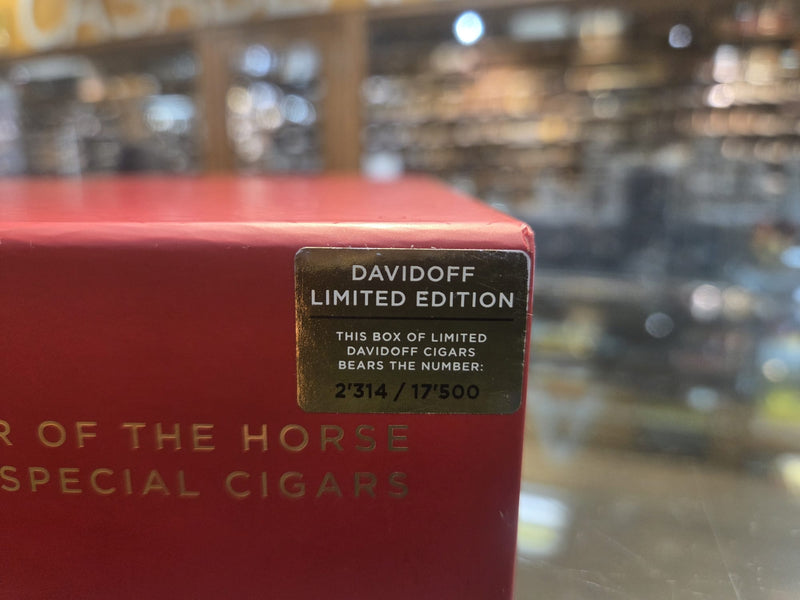 DAVIDOFF
LIMITED EDITION
THIS BOX OF LIMITED
DAVIDOFF CIGARS
BEARS THE NUMBER:
2'314 / 17'500
R OF THE HORSE
SPECIAL CIGARS